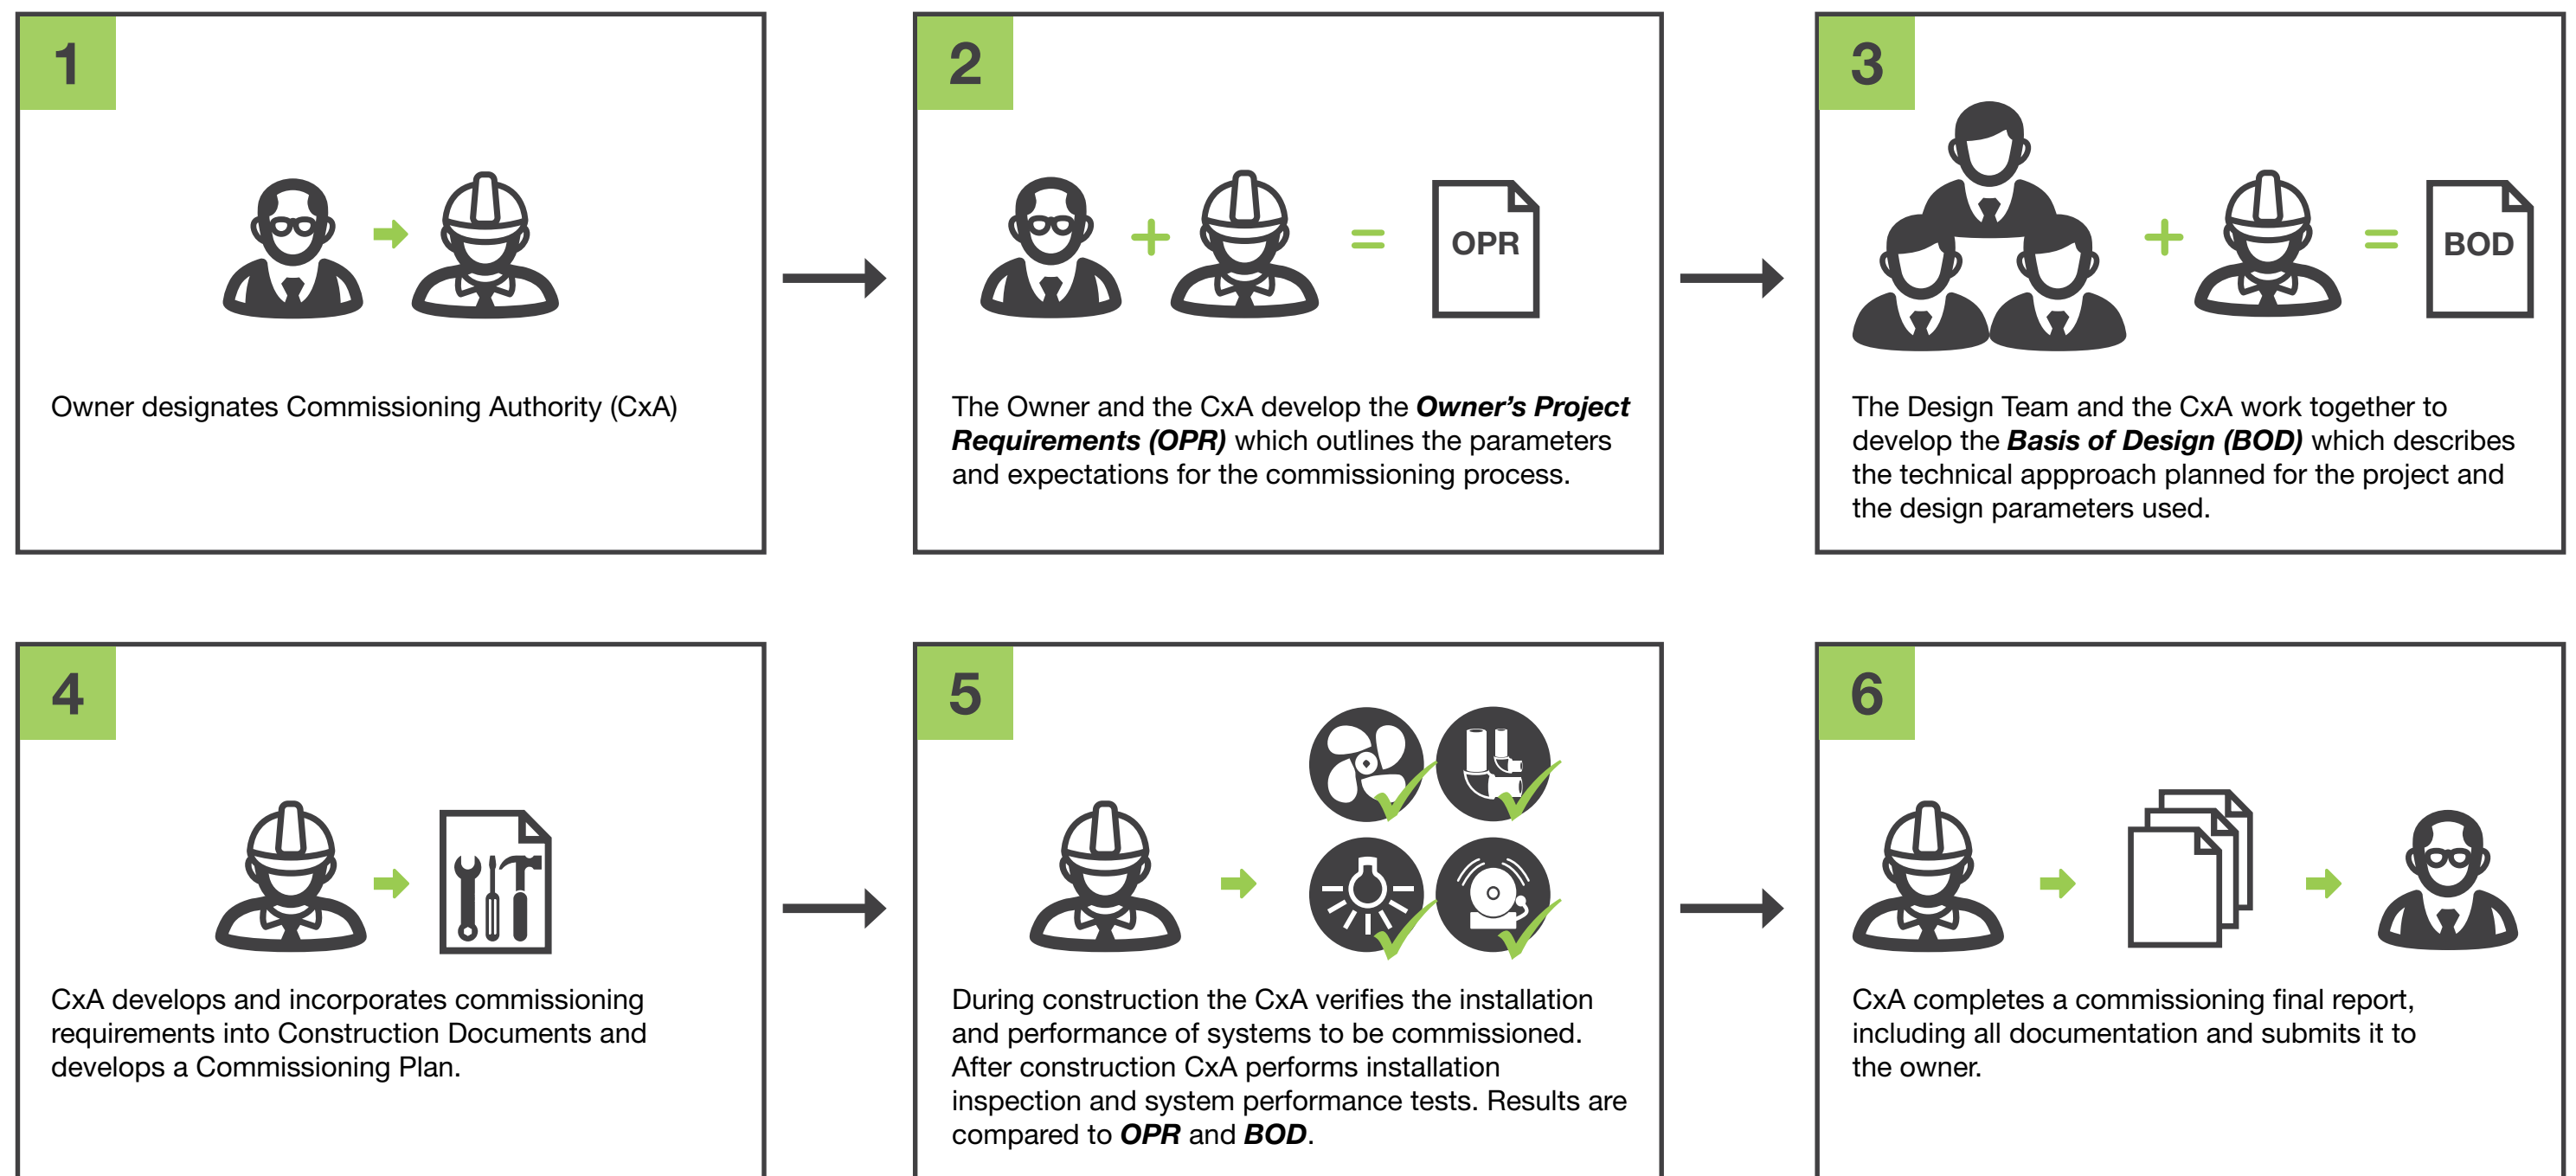 1
Owner designates Commissioning Authority (CxA)
2
OPR
The Owner and the CxA develop the Owner's Project
Requirements (OPR) which outlines the parameters
and expectations for the commissioning process.
3
BOD
The Design Team and the CxA work together to
develop the Basis of Design (BOD) which describes
the technical appproach planned for the project and
the design parameters used.
4
CxA develops and incorporates commissioning
requirements into Construction Documents and
develops a Commissioning Plan.
5
During construction the CxA verifies the installation
and performance of systems to be commissioned.
After construction CxA performs installation
inspection and system performance tests. Results are
compared to OPR and BOD.
6
CxA completes a commissioning final report,
including all documentation and submits it to
the owner.